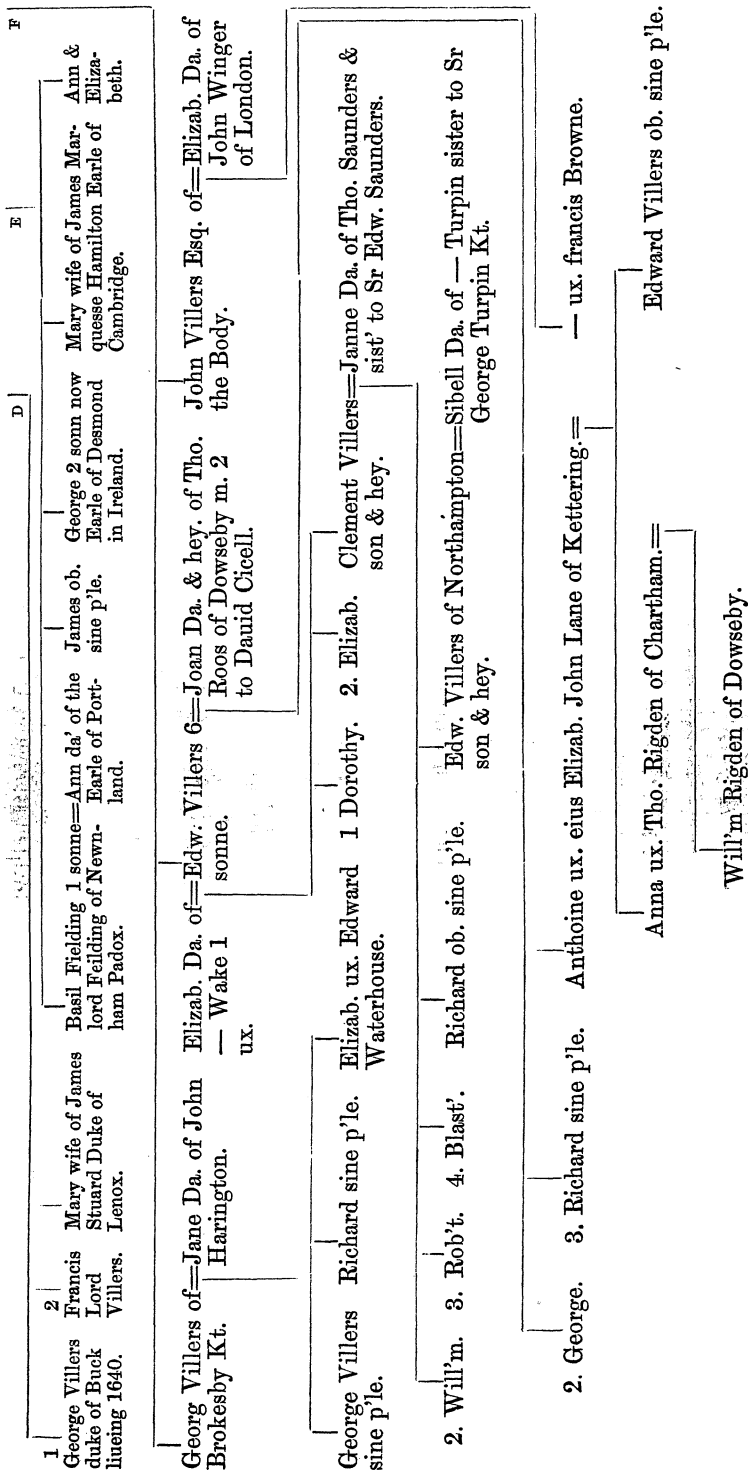 D E F
1 2
George Villers
duke of Buck
liueing 1640.
Francis
Lord
Villers.
Mary wife of James
Stuard Duke of
Lenox.
Basil Fielding 1 sonne=Ann da' of the
lord Feilding of Newn- Earle of Port-
ham Padox. land.
James ob.
sine p'le.
George 2 sonn now
Earle of Desmond
in Ireland.
Mary wife of James Mar-
quesse Hamilton Earle of
Cambridge.
Ann &
Eliza-
beth.
Georg Villers of=Jane Da. of John
Brokesby Kt. Harington.
Elizab. Da. of=Edw. Villers 6=Joan Da. & hey. of Tho.
— Wake 1 sonne. Roos of Dowseby m. 2
ux. to Dauid Cicell.
John Villers Esq. of=Elizab. Da. of
the Body. John Winger
of London.
George Villers
sine p'le.
Richard sine p'le.
Elizab. ux. Edward
Waterhouse.
1 Dorothy. 2. Elizab.
Clement Villers=Janne Da. of Tho. Saunders &
son & hey. sist' to Sr Edw. Saunders.
2. Will'm. 3. Rob't. 4. Blast'. Richard ob. sine p'le.
Edw. Villers of Northampton=Sibell Da. of — Turpin sister to Sr
son & hey. George Turpin Kt.
2. George. 3. Richard sine p'le. Anthoine ux. eius Elizab. John Lane of Kettering.= — ux. francis Browne.
Anna ux. Tho. Rigden of Chartham.= Edward Villers ob. sine p'le.
Will'm Rigden of Dowseby.